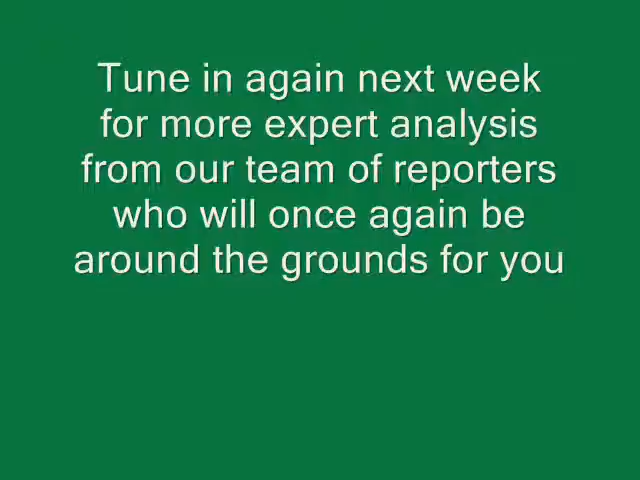 Tune in again next week
for more expert analysis
from our team of reporters
who will once again be
around the grounds for you